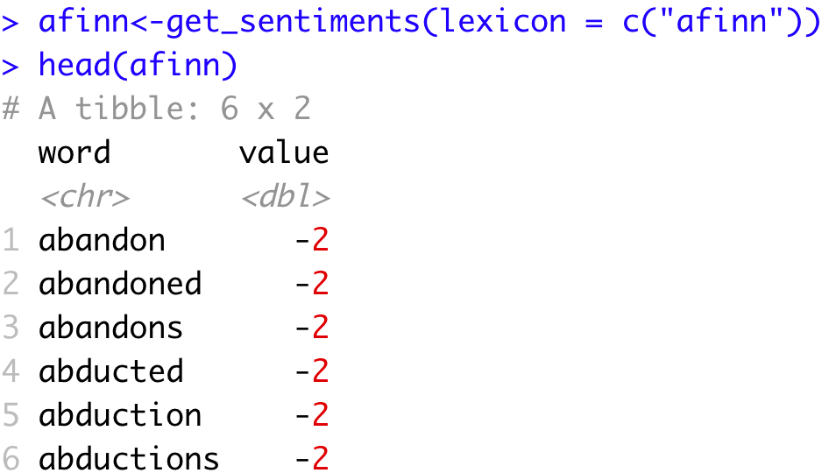 > afinn<-get_sentiments(lexicon = c("afinn"))
> head(afinn)
# A tibble: 6 x 2
word value
<chr> <dbl>
1 abandon -2
2 abandoned -2
3 abandons -2
4 abducted -2
5 abduction -2
6 abductions -2